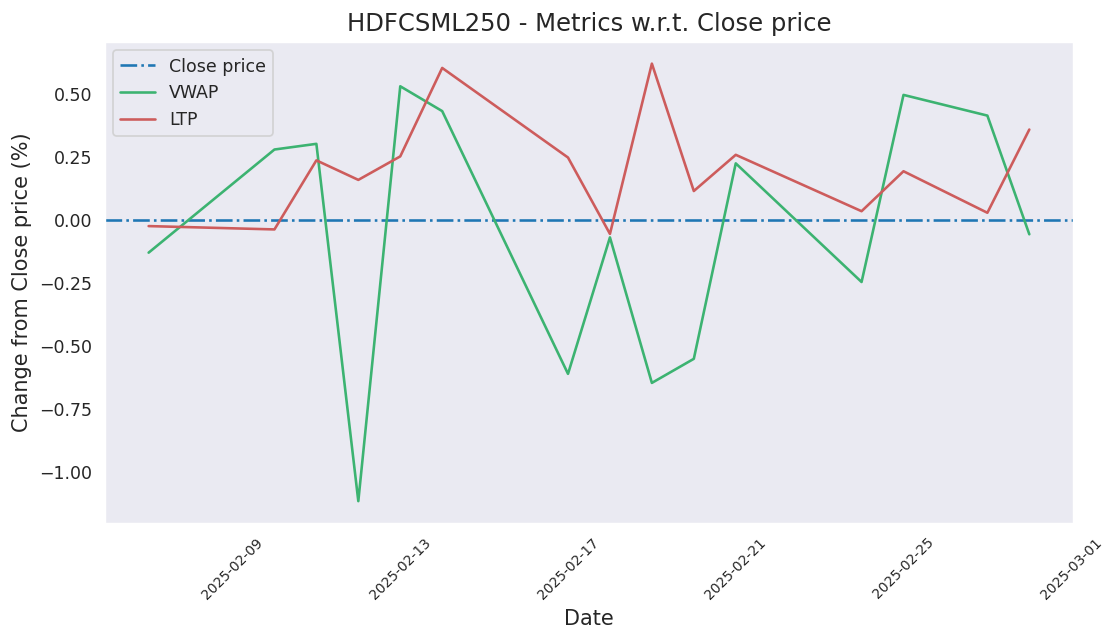 HDFCSML250 - Metrics w.r.t. Close price
Close price
VWAP
LTP
Change from Close price (%)
0.50
0.25
0.00
−0.25
−0.50
−0.75
−1.00
2025-02-09
2025-02-13
2025-02-17
2025-02-21
2025-02-25
2025-03-01
Date